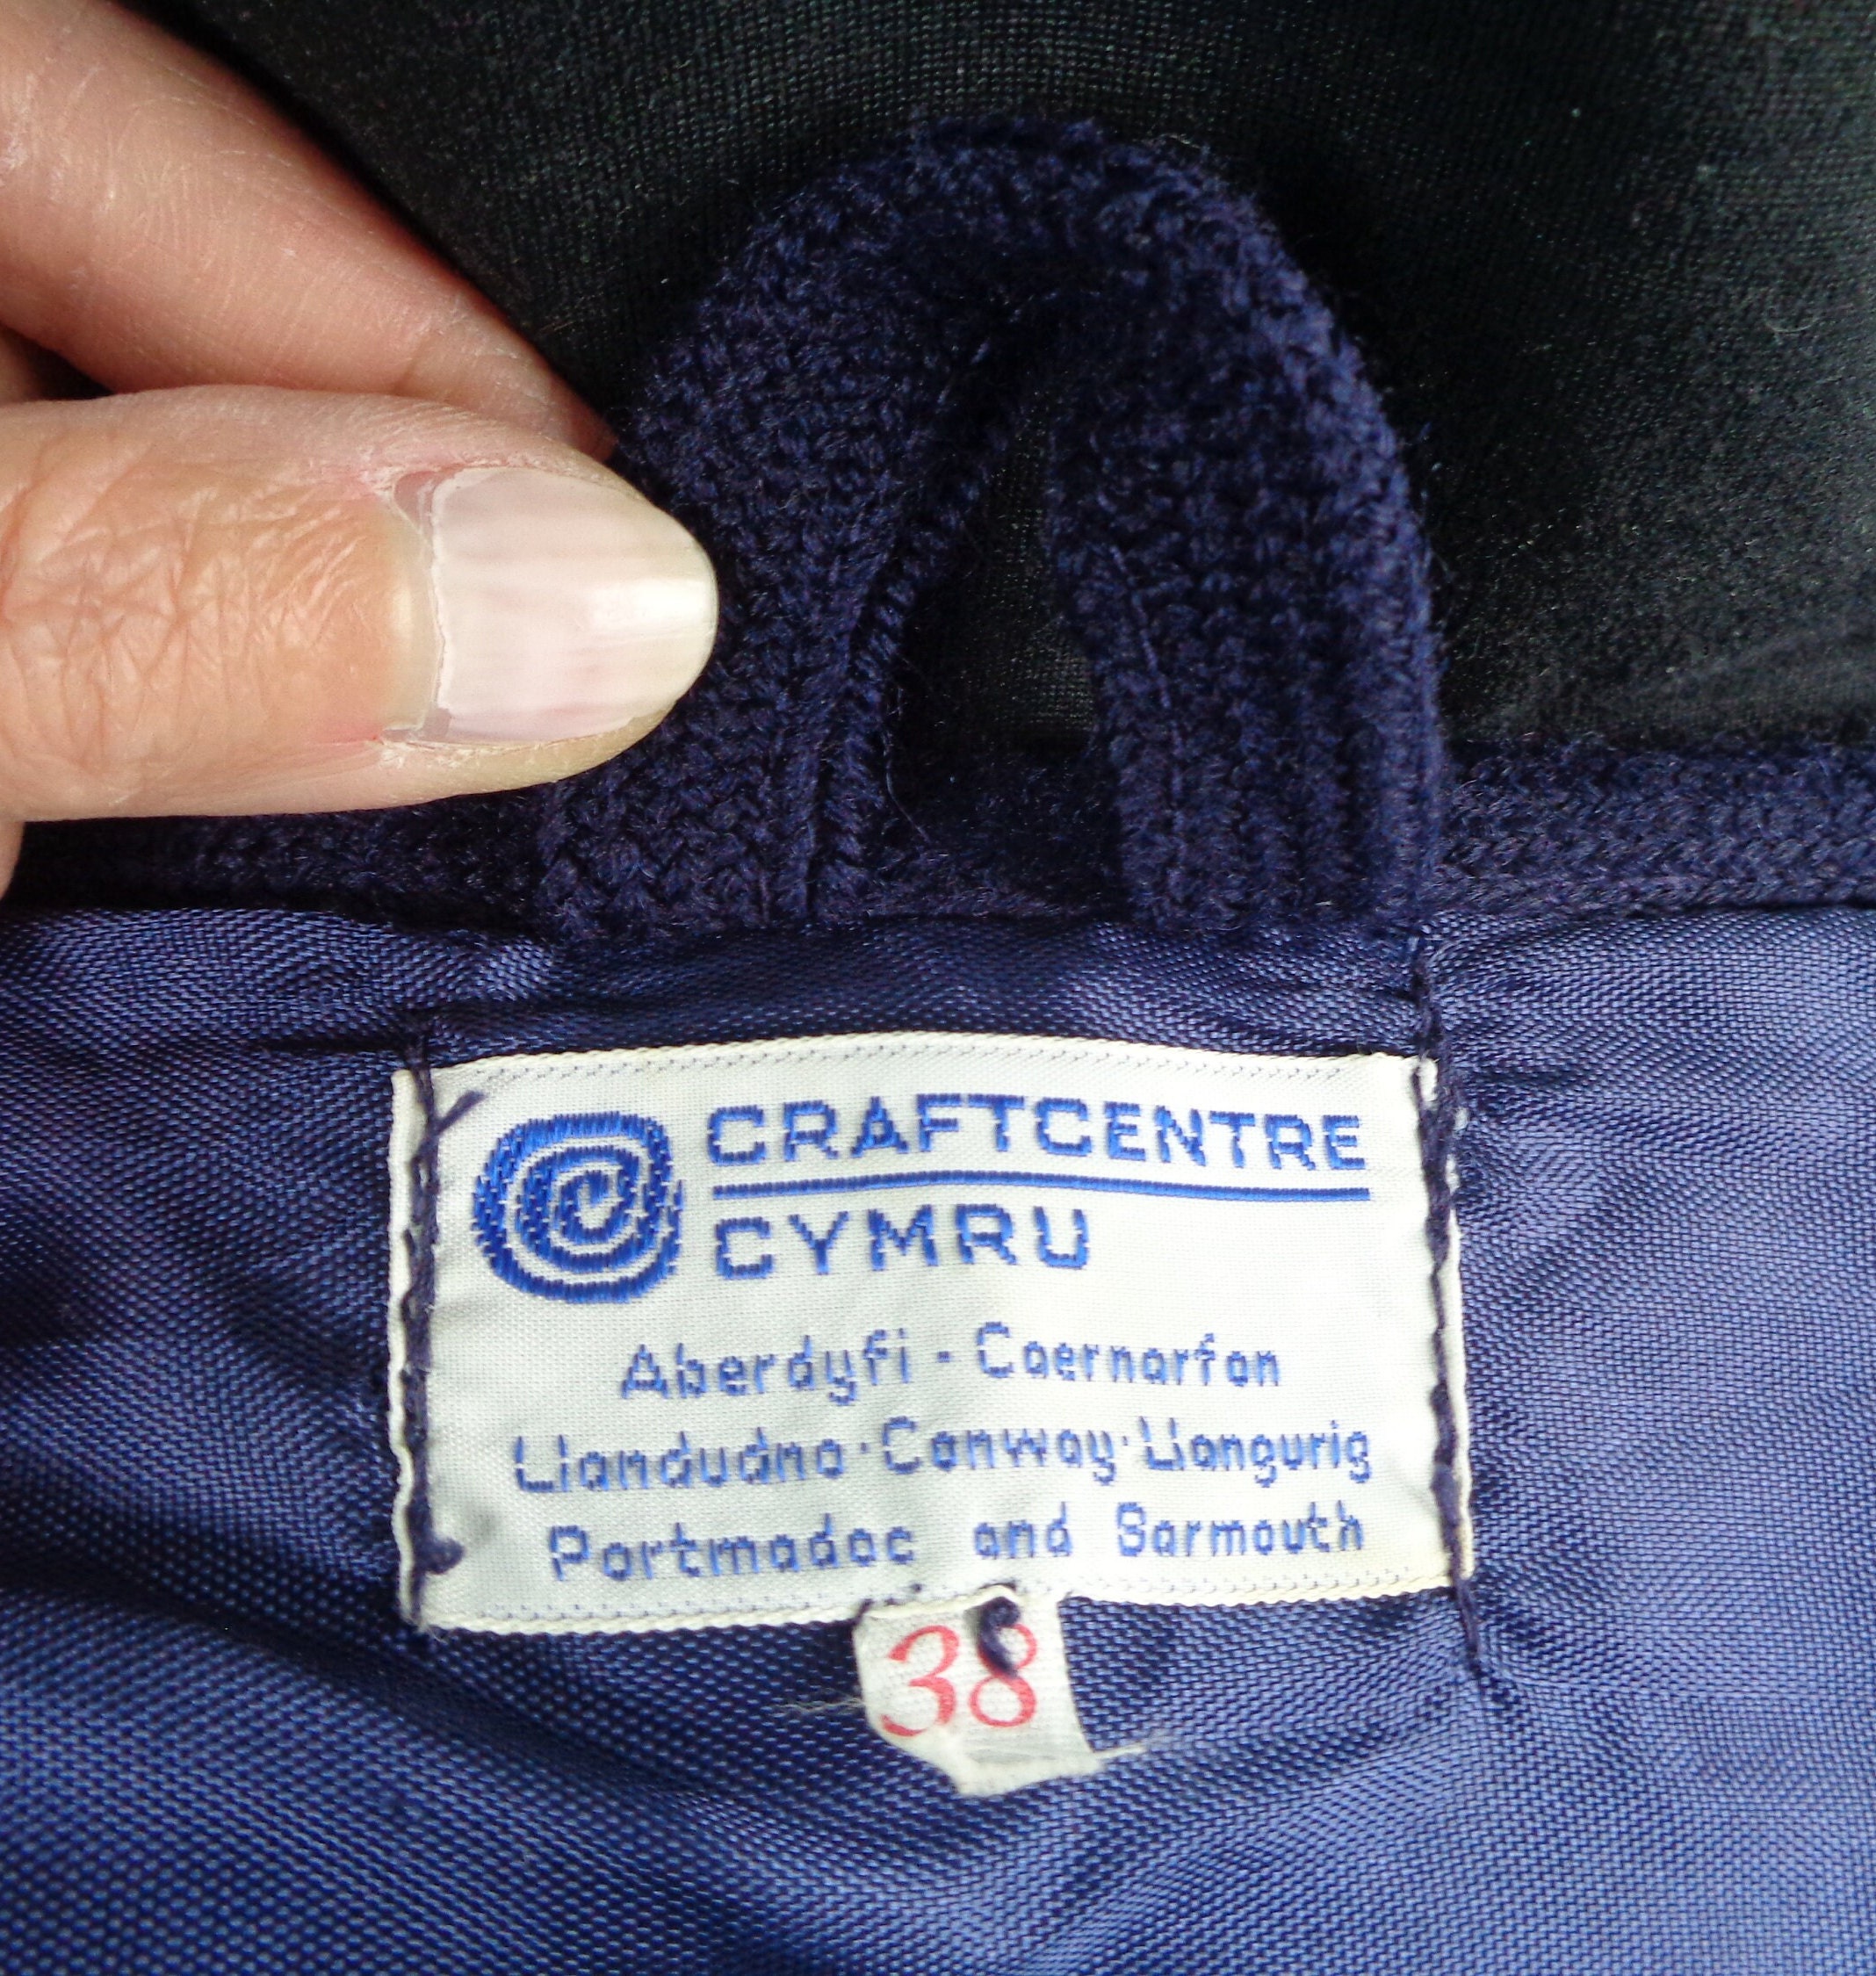 CRAFTCENTRE
CYMRU
Aberdyfi - Caernarfon
Llandudno · Conway · Llangurig
Portmadoc and Barmouth
38